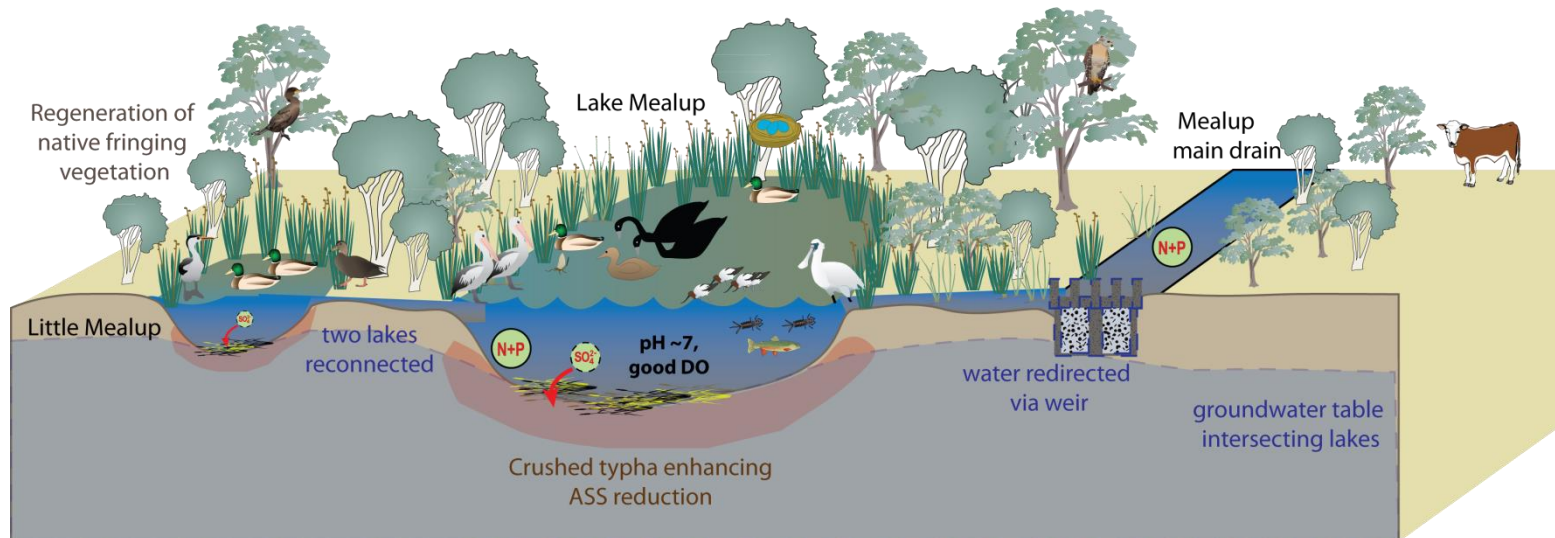 Regeneration of
native fringing
vegetation
Lake Mealup
Mealup
main drain
N+P
Little Mealup
SO₄²⁻
two lakes
reconnected
N+P
SO₄²⁻
pH ~7,
good DO
water redirected
via weir
groundwater table
intersecting lakes
Crushed typha enhancing
ASS reduction